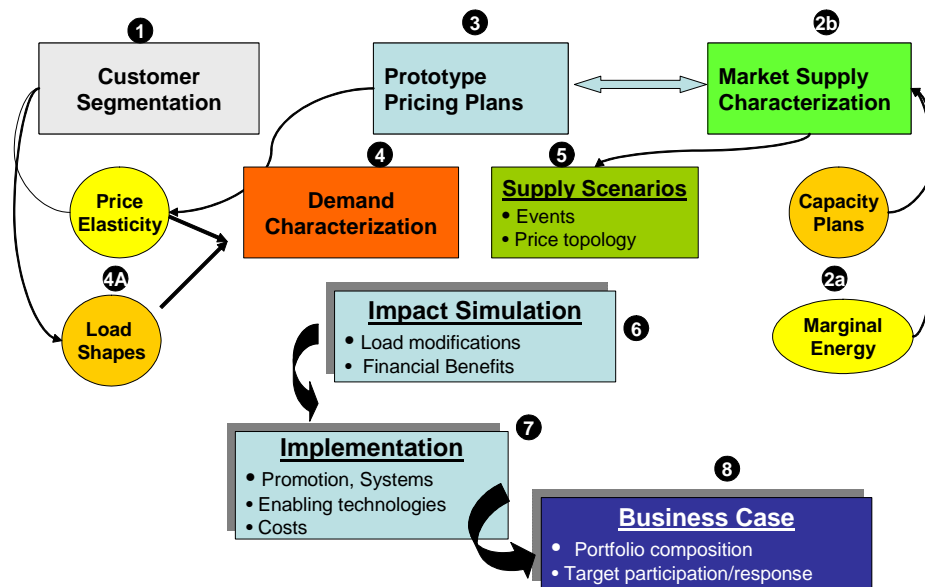 1
Customer
Segmentation
3
Prototype
Pricing Plans
2b
Market Supply
Characterization
Price
Elasticity
4
Demand
Characterization
5
Supply Scenarios
• Events
• Price topology
Capacity
Plans
4A
Load
Shapes
2a
Marginal
Energy
Impact Simulation
• Load modifications
• Financial Benefits
6
7
Implementation
• Promotion, Systems
• Enabling technologies
• Costs
8
Business Case
• Portfolio composition
• Target participation/response